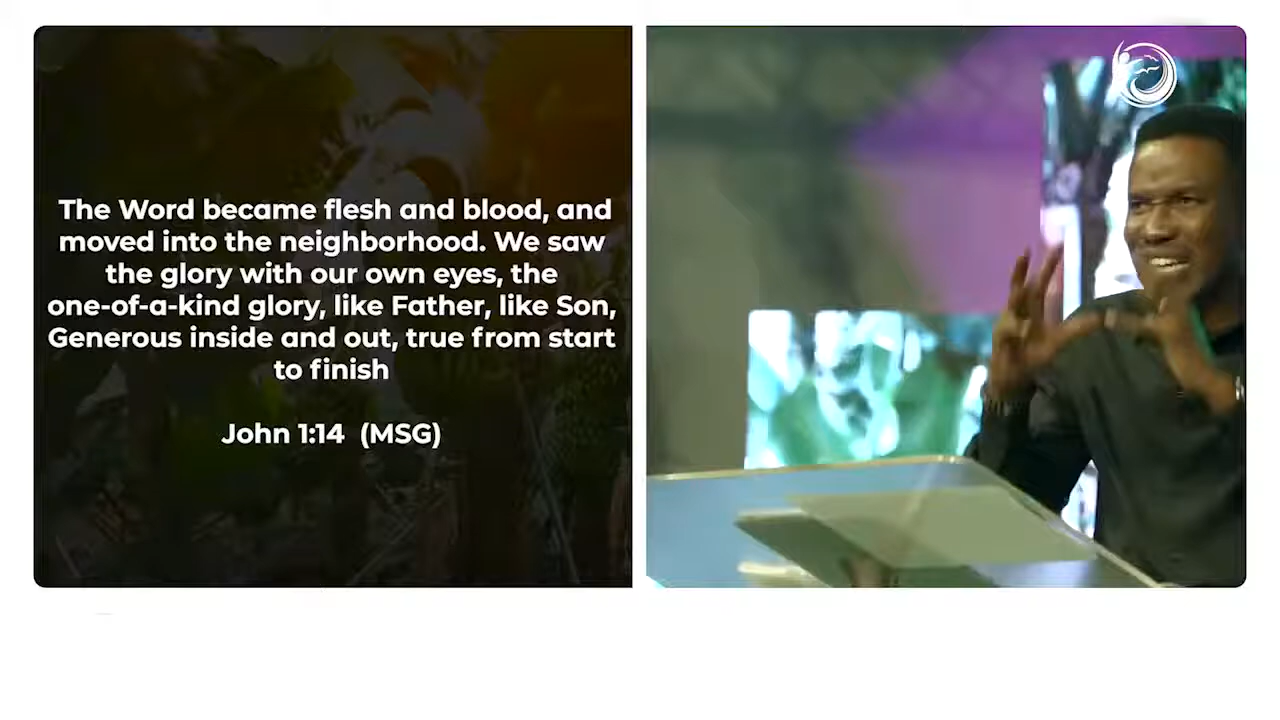 The Word became flesh and blood, and
moved into the neighborhood. We saw
the glory with our own eyes, the
one-of-a-kind glory, like Father, like Son,
Generous inside and out, true from start
to finish
John 1:14 (MSG)